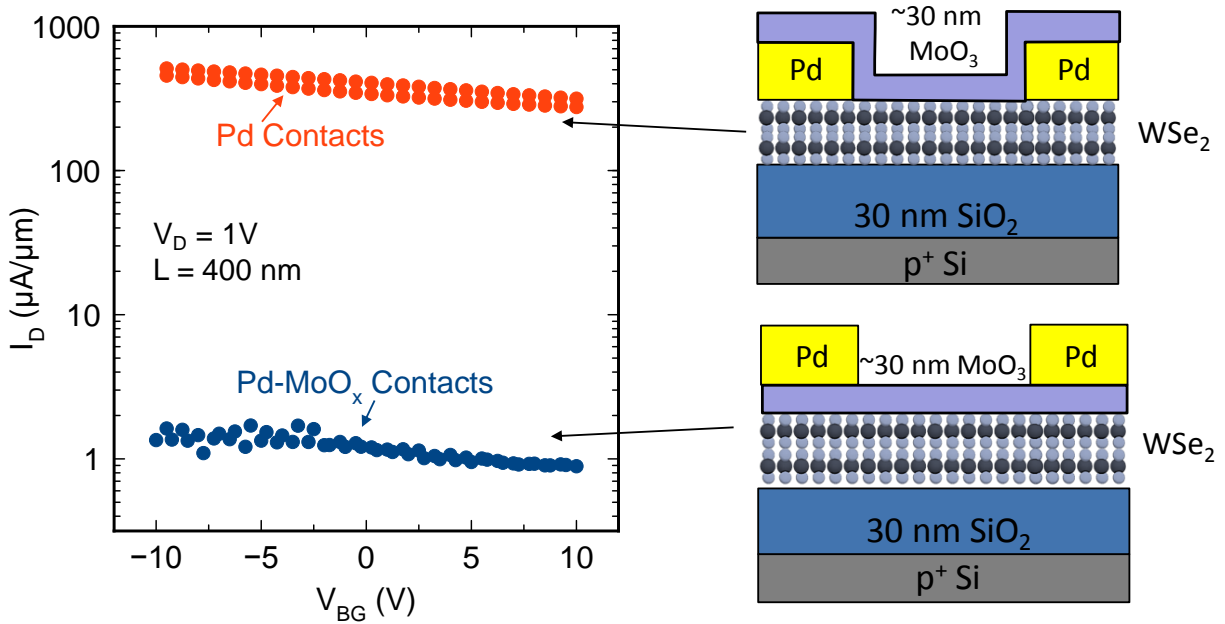 1000
100
10
1
I_D (µA/µm)
−10
−5
0
5
10
V_BG (V)
Pd Contacts
V_D = 1V
L = 400 nm
Pd-MoO_x Contacts
~30 nm
MoO_3
Pd
Pd
WSe_2
30 nm SiO_2
p^+ Si
Pd
~30 nm MoO_3
Pd
WSe_2
30 nm SiO_2
p^+ Si